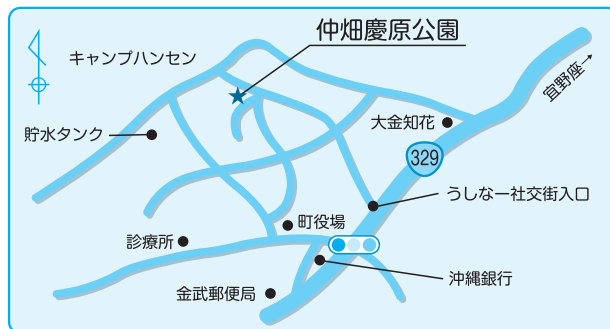 仲畑慶原公園
キャンプハンセン
宜野座→
大金知花
貯水タンク
329
うしなー社交街入口
町役場
診療所
沖縄銀行
金武郵便局